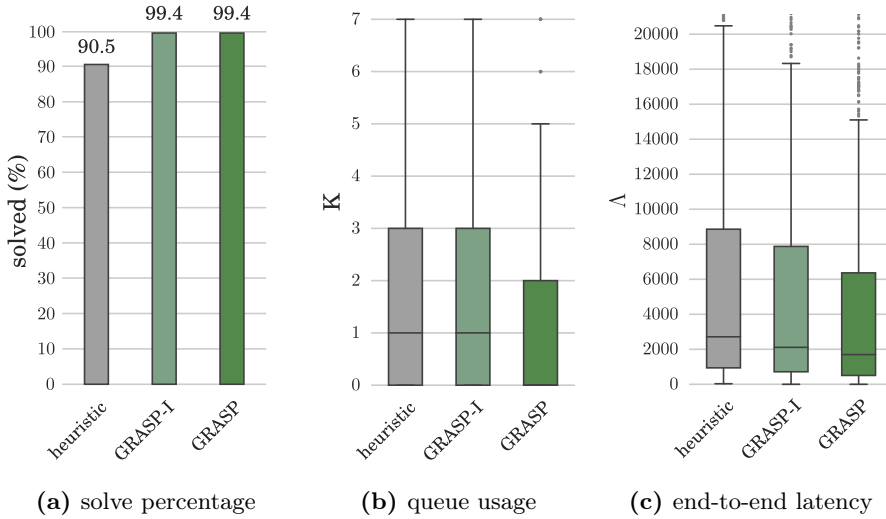 99.4 99.4
90.5
100
90
80
70
60
50
40
30
20
10
0
solved (%)
heuristic
GRASP-I
GRASP
(a) solve percentage
7
6
5
4
3
2
1
0
K
heuristic
GRASP-I
GRASP
(b) queue usage
20000
18000
16000
14000
12000
10000
8000
6000
4000
2000
0
Λ
heuristic
GRASP-I
GRASP
(c) end-to-end latency